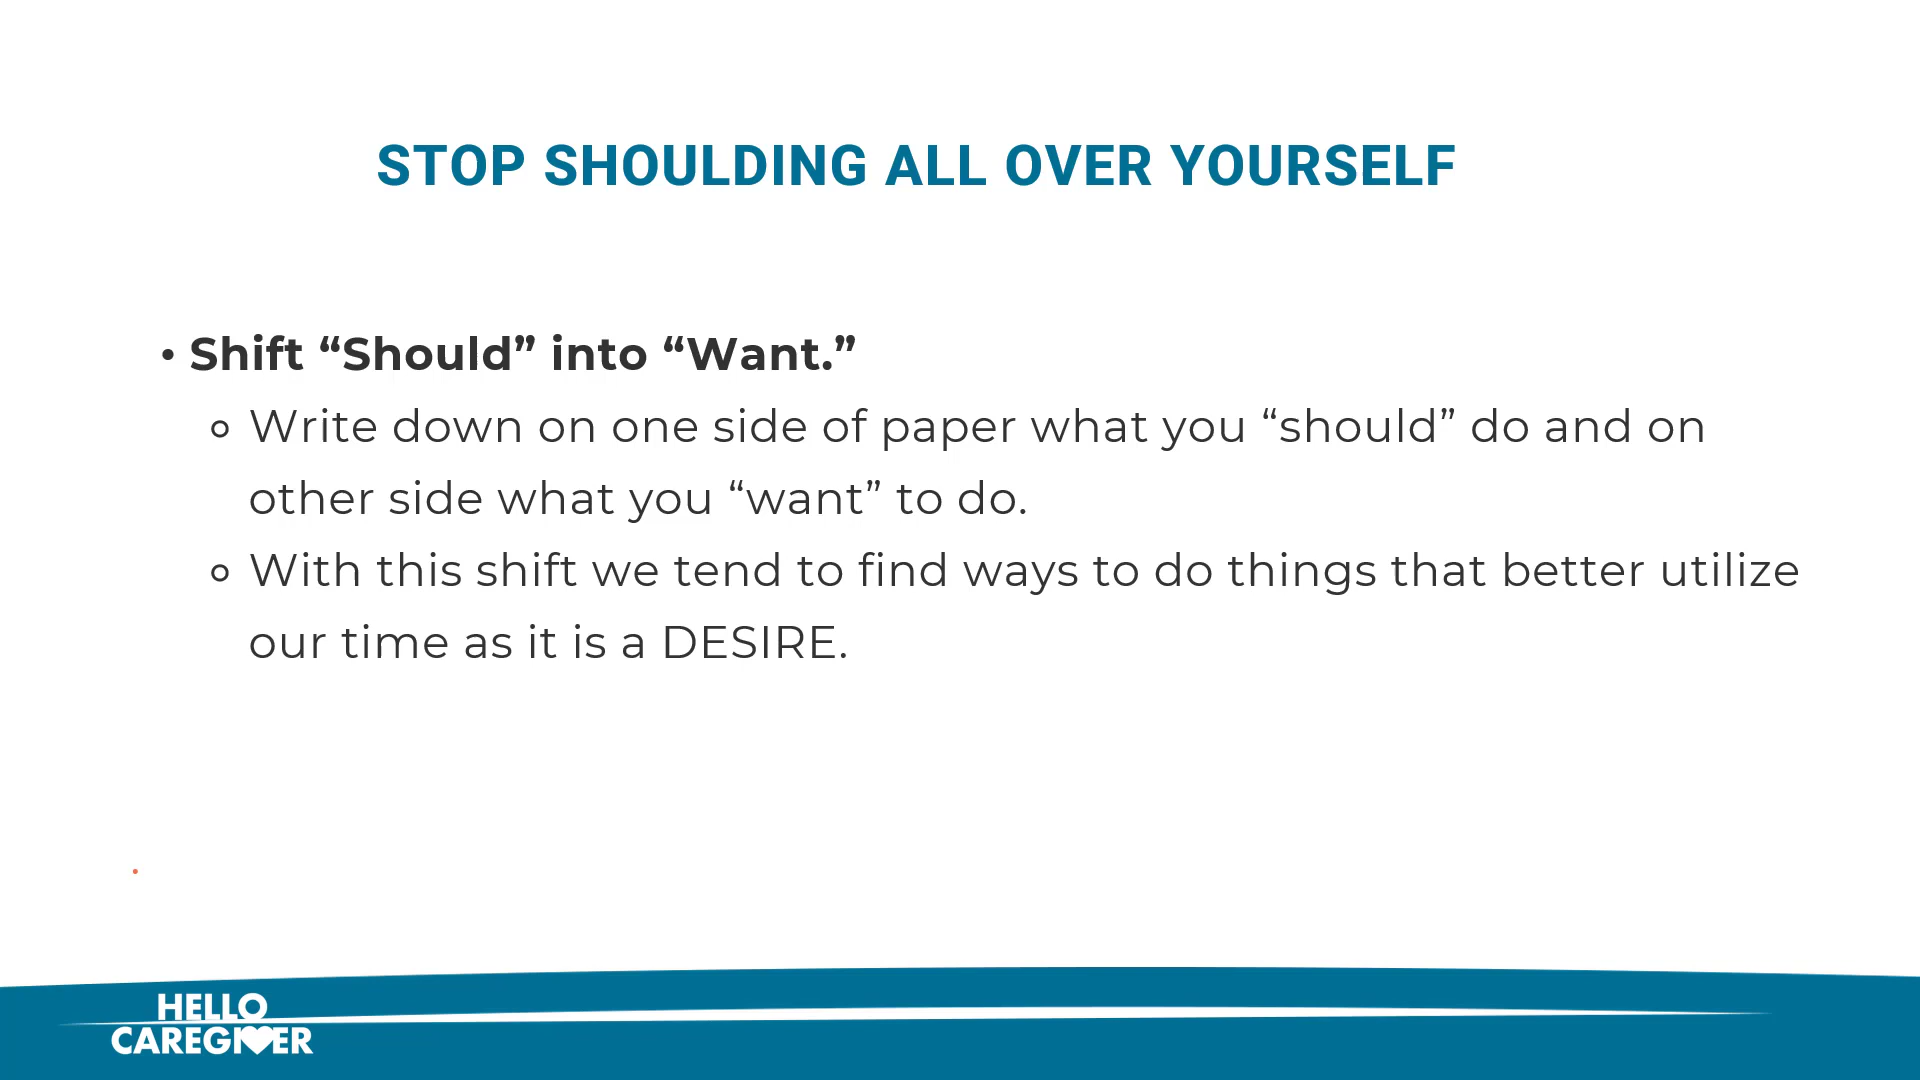 STOP SHOULDING ALL OVER YOURSELF
• Shift “Should” into “Want.”
Write down on one side of paper what you “should” do and on
other side what you “want” to do.
With this shift we tend to find ways to do things that better utilize
our time as it is a DESIRE.
HELLO
CAREGIVER